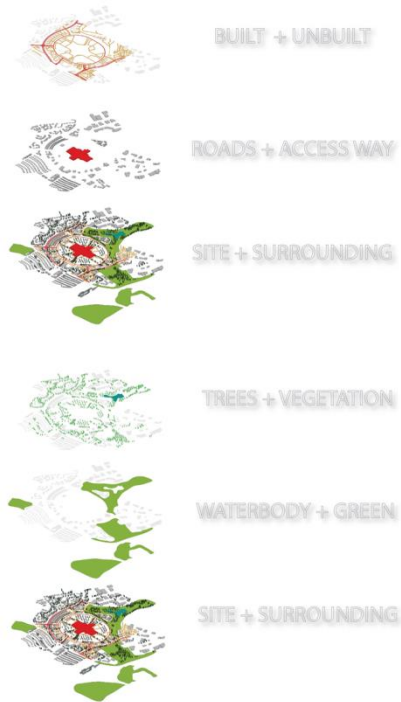 BUILT + UNBUILT
ROADS + ACCESS WAY
SITE + SURROUNDING
TREES + VEGETATION
WATERBODY + GREEN
SITE + SURROUNDING